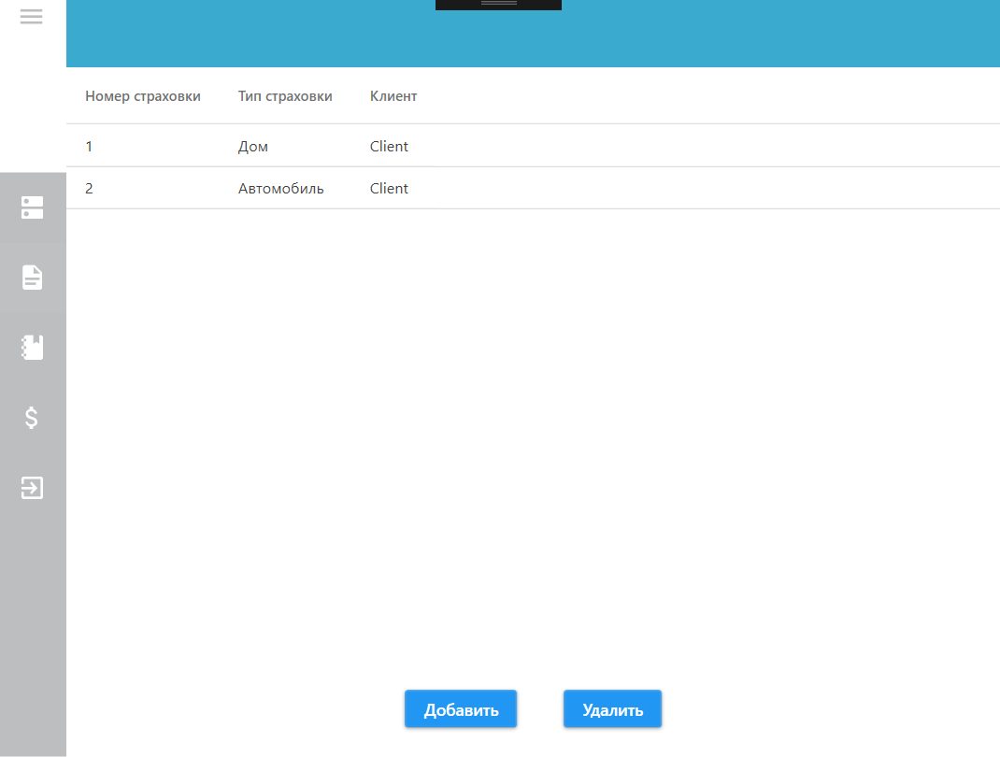 Номер страховки Тип страховки Клиент
1 Дом Client
2 Автомобиль Client
Добавить Удалить